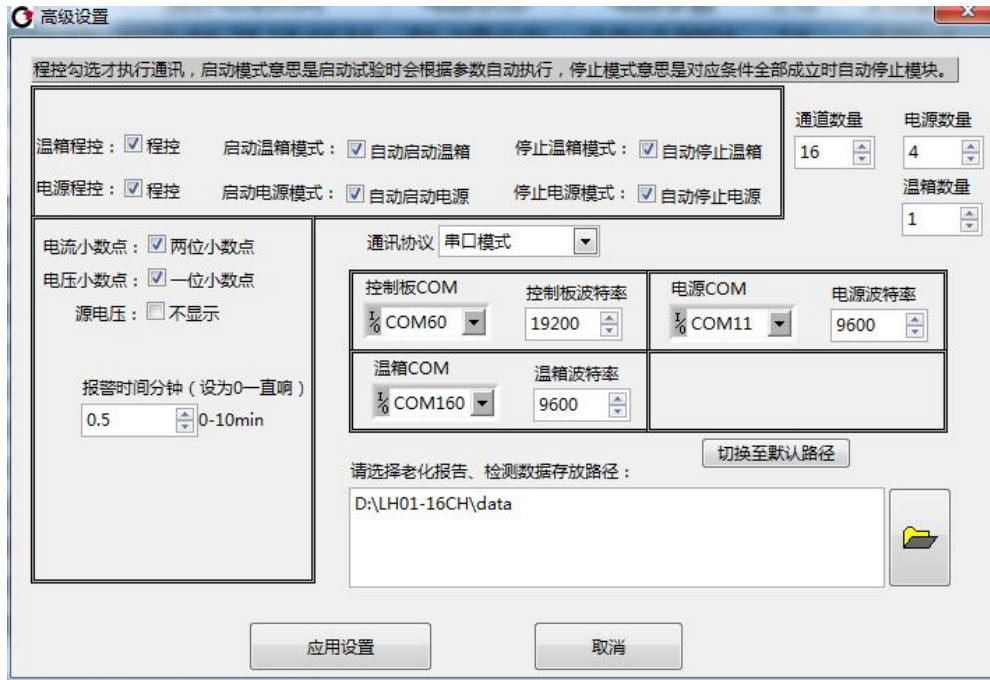 高级设置
程控勾选才执行通讯，启动模式意思是启动试验时会根据参数自动执行，停止模式意思是对应条件全部成立时自动停止模块。
温箱程控： 程控 启动温箱模式： 自动启动温箱 停止温箱模式： 自动停止温箱
电源程控： 程控 启动电源模式： 自动启动电源 停止电源模式： 自动停止电源
通道数量 电源数量
16 4
温箱数量
1
电流小数点： 两位小数点
电压小数点： 一位小数点
源电压： 不显示
报警时间分钟（设为0一直响）
0.5 0-10min
通讯协议 串口模式
控制板COM 控制板波特率 电源COM 电源波特率
I/0 COM60 19200 I/0 COM11 9600
温箱COM 温箱波特率
I/0 COM160 9600
切换至默认路径
请选择老化报告、检测数据存放路径：
D:\LH01-16CH\data
应用设置 取消